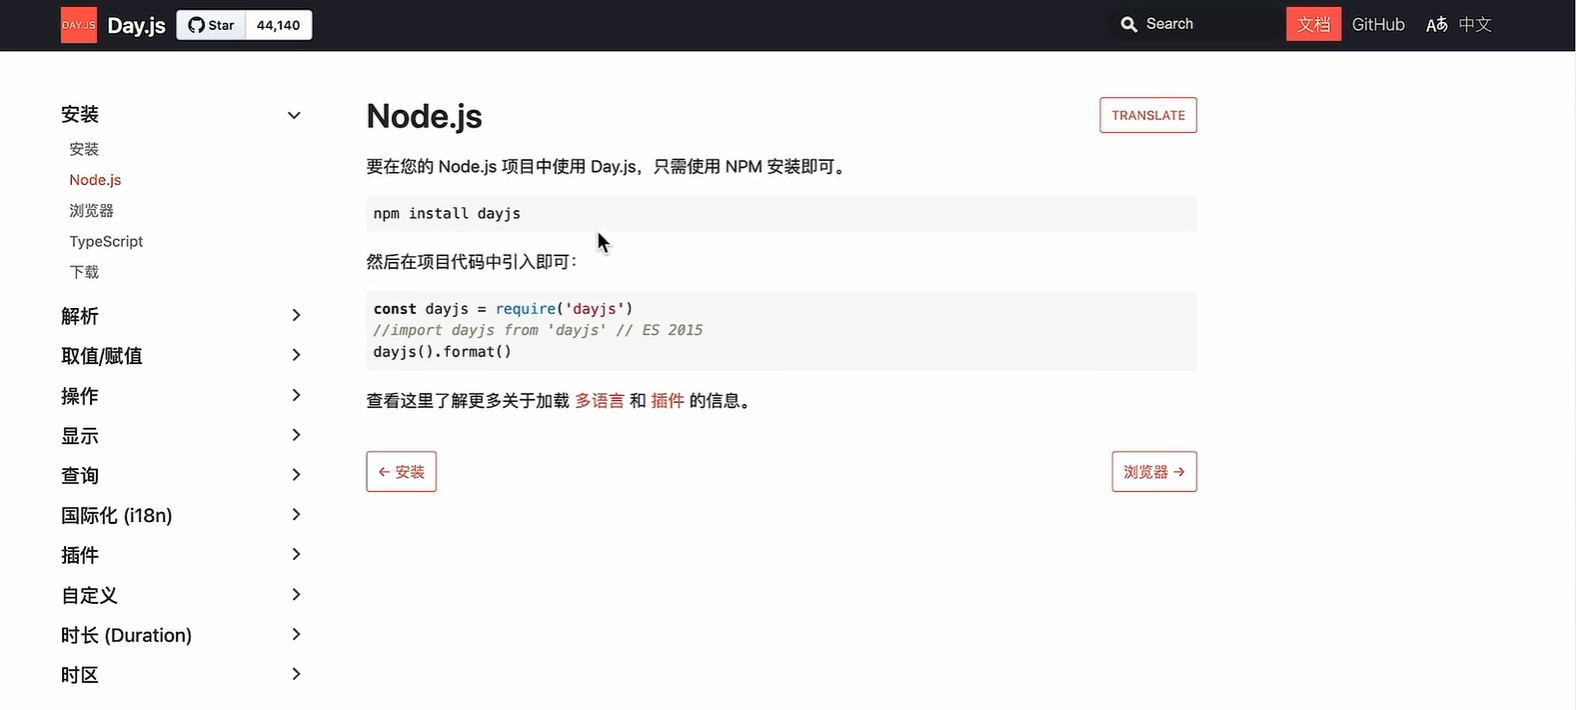 DAY.JS Day.js Star 44,140 Search 文档 GitHub Aあ 中文
安装
安装
Node.js
浏览器
TypeScript
下载
解析
取值/赋值
操作
显示
查询
国际化 (i18n)
插件
自定义
时长 (Duration)
时区
Node.js
TRANSLATE
要在您的 Node.js 项目中使用 Day.js，只需使用 NPM 安装即可。
npm install dayjs
然后在项目代码中引入即可：
const dayjs = require('dayjs')
//import dayjs from 'dayjs' // ES 2015
dayjs().format()
查看这里了解更多关于加载 多语言 和 插件 的信息。
← 安装
浏览器 →